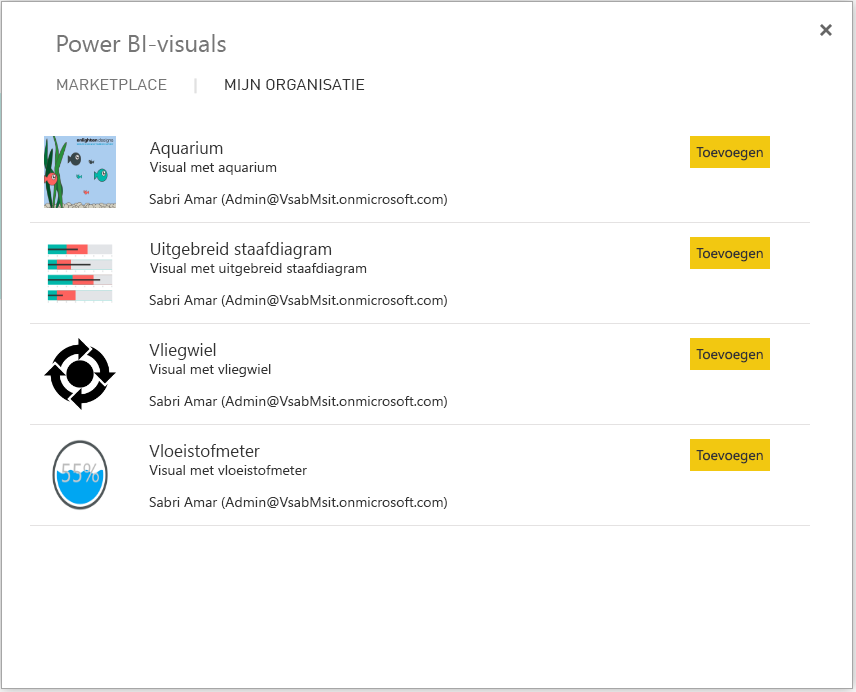 Power BI-visuals
MARKETPLACE | MIJN ORGANISATIE
enlighten designs
Aquarium
Toevoegen
Visual met aquarium
Sabri Amar (Admin@VsabMsit.onmicrosoft.com)
Uitgebreid staafdiagram
Toevoegen
Visual met uitgebreid staafdiagram
Sabri Amar (Admin@VsabMsit.onmicrosoft.com)
Vliegwiel
Toevoegen
Visual met vliegwiel
Sabri Amar (Admin@VsabMsit.onmicrosoft.com)
55%
Vloeistofmeter
Toevoegen
Visual met vloeistofmeter
Sabri Amar (Admin@VsabMsit.onmicrosoft.com)